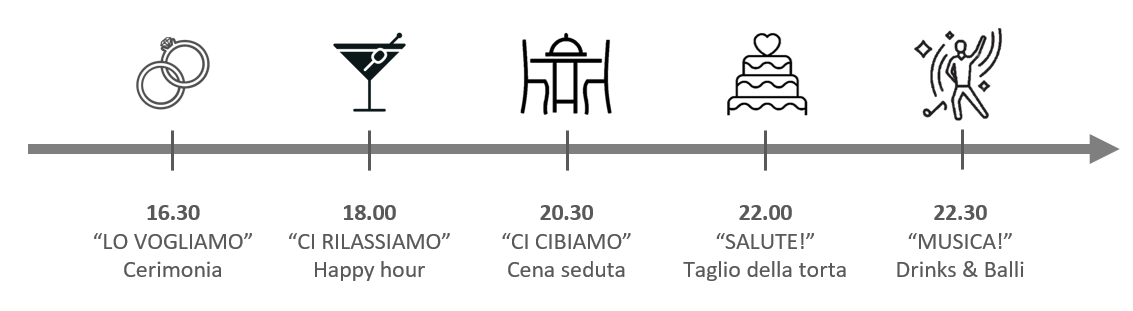 16.30
“LO VOGLIAMO”
Cerimonia
18.00
“CI RILASSIAMO”
Happy hour
20.30
“CI CIBIAMO”
Cena seduta
22.00
“SALUTE!”
Taglio della torta
22.30
“MUSICA!”
Drinks & Balli